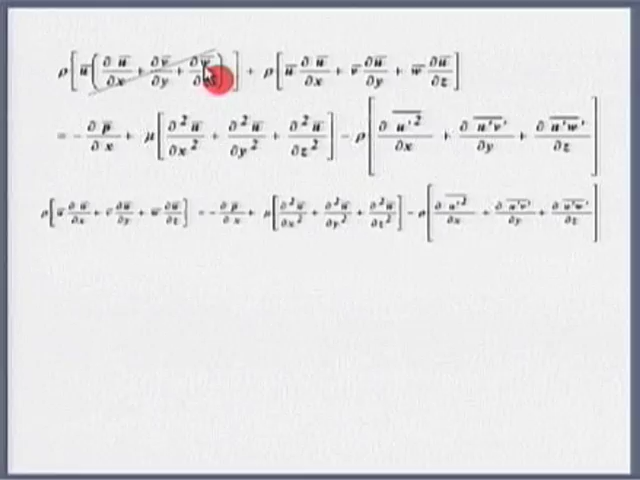 ρ[ū(∂ū/∂x + ∂v̄/∂y + ∂w̄/∂z)] + ρ[ū ∂ū/∂x + v̄ ∂ū/∂y + w̄ ∂ū/∂z]
= - ∂p̄/∂x + μ[∂²ū/∂x² + ∂²ū/∂y² + ∂²ū/∂z²] - ρ[∂u'²̅/∂x + ∂u'v'̅/∂y + ∂u'w'̅/∂z]
ρ[ū ∂ū/∂x + v̄ ∂ū/∂y + w̄ ∂ū/∂z] = - ∂p̄/∂x + μ[∂²ū/∂x² + ∂²ū/∂y² + ∂²ū/∂z²] - ρ[∂u'²̅/∂x + ∂u'v'̅/∂y + ∂u'w'̅/∂z]